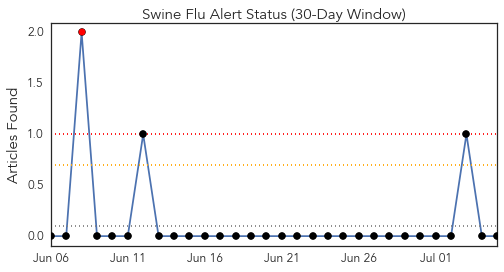 Swine Flu Alert Status (30-Day Window)
Articles Found
2.0
1.5
1.0
0.5
0.0
Jun 06
Jun 11
Jun 16
Jun 21
Jun 26
Jul 01